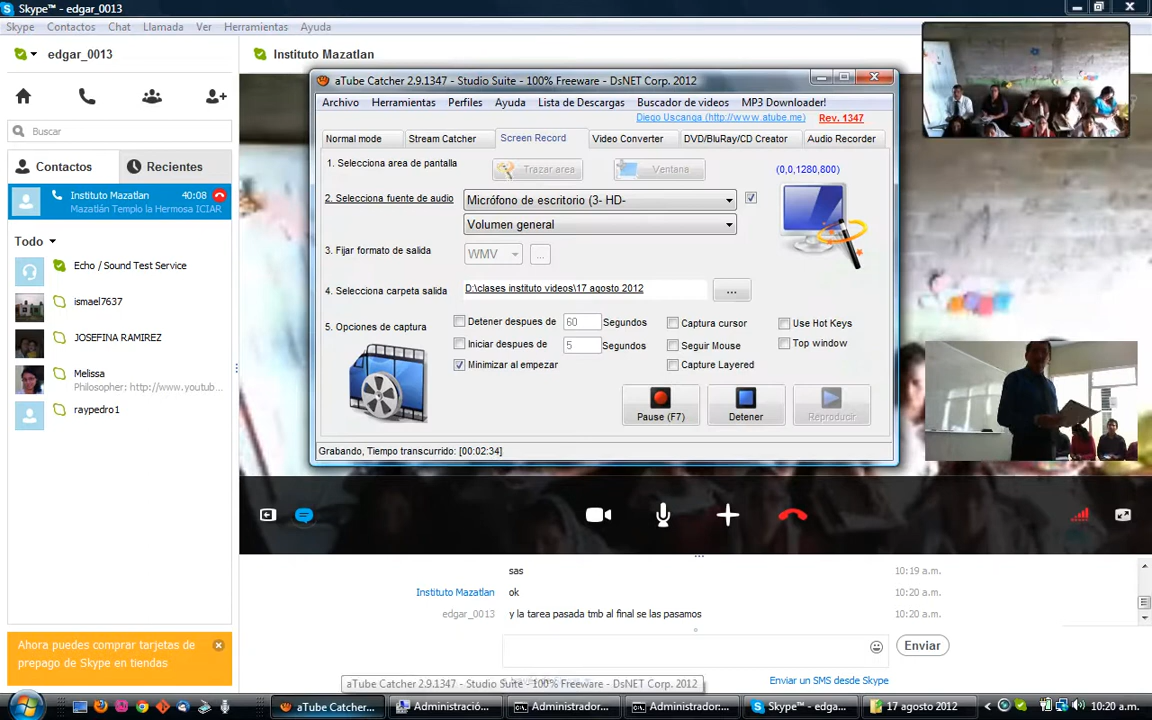 Skype™ - edgar_0013
Skype Contactos Chat Llamada Ver Herramientas Ayuda
edgar_0013
Buscar
Contactos Recientes
Instituto Mazatlan 40:08
Mazatlán Templo la Hermosa ICIAR
Todo
Echo / Sound Test Service
ismael7637
JOSEFINA RAMIREZ
Melissa
Philosopher: http://www.youtub...
raypedro1
Ahora puedes comprar tarjetas de
prepago de Skype en tiendas
Instituto Mazatlan
aTube Catcher 2.9.1347 - Studio Suite - 100% Freeware - DsNET Corp. 2012
Archivo Herramientas Perfiles Ayuda Lista de Descargas Buscador de videos MP3 Downloader!
Diego Uscanga (http://www.atube.me) Rev. 1347
Normal mode Stream Catcher Screen Record Video Converter DVD/BluRay/CD Creator Audio Recorder
1. Selecciona area de pantalla Trazar area Ventana (0,0,1280,800)
2. Selecciona fuente de audio Micrófono de escritorio (3- HD-
Volumen general
3. Fijar formato de salida WMV ...
4. Selecciona carpeta salida D:\clases instituto videos\17 agosto 2012 ...
5. Opciones de captura Detener despues de 60 Segundos Captura cursor Use Hot Keys
Iniciar despues de 5 Segundos Seguir Mouse Top window
Minimizar al empezar Capture Layered
Pause (F7) Detener Reproducir
Grabando, Tiempo transcurrido: [00:02:34]
sas 10:19 a.m.
Instituto Mazatlan ok 10:20 a.m.
edgar_0013 y la tarea pasada tmb al final se las pasamos 10:20 a.m.
Enviar
Enviar un SMS desde Skype
aTube Catcher 2.9.1347 - Studio Suite - 100% Freeware - DsNET Corp. 2012
aTube Catcher... Administració... Administrador... Administrador:... Skype™ - edga... 17 agosto 2012 10:20 a.m.